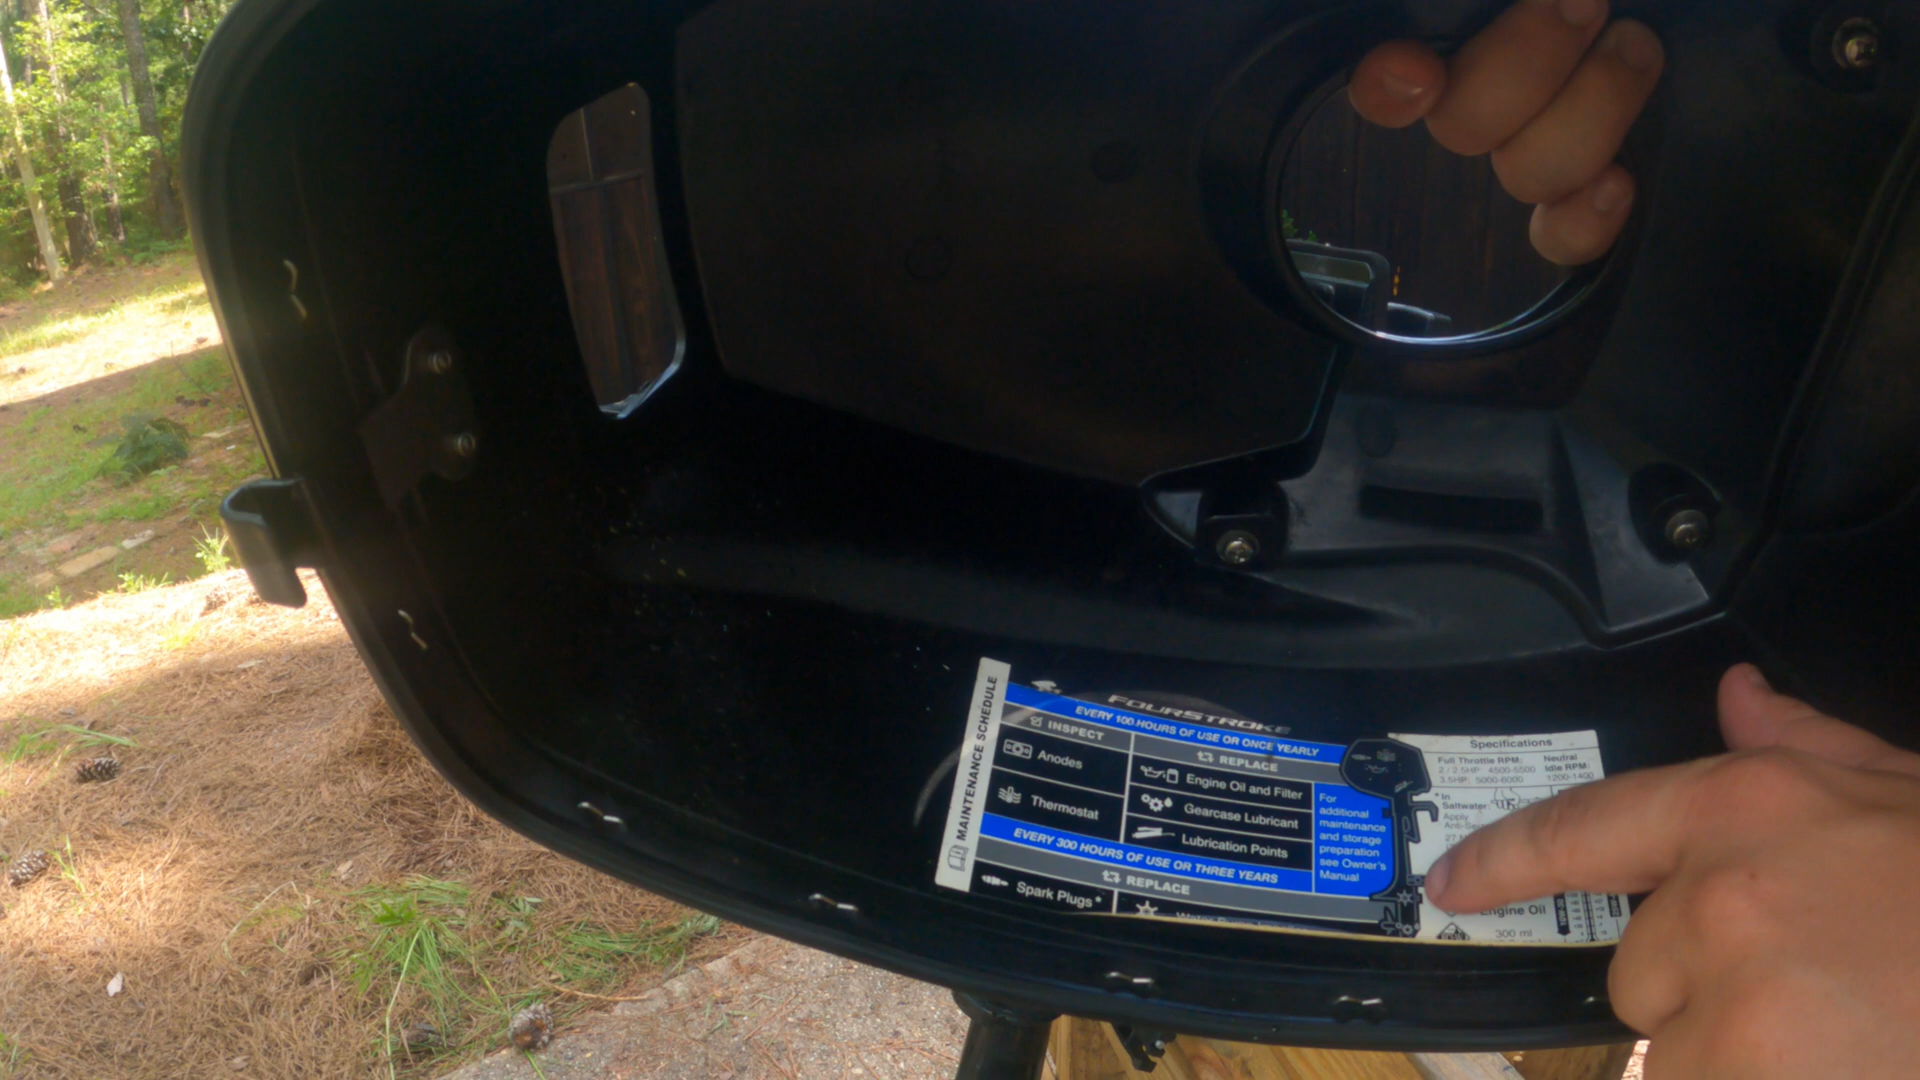 MAINTENANCE SCHEDULE
FOURSTROKE
EVERY 100 HOURS OF USE OR ONCE YEARLY
INSPECT
REPLACE
Anodes
Engine Oil and Filter
Thermostat
Gearcase Lubricant
Lubrication Points
For
additional
maintenance
and storage
preparation
see Owner's
Manual
EVERY 300 HOURS OF USE OR THREE YEARS
REPLACE
Spark Plugs*
Specifications
Full Throttle RPM:
2 / 2.5HP: 4500-5500
3.5HP: 5000-6000
Neutral
Idle RPM:
1200-1400
* In
Saltwater:
Apply
Engine Oil
300 ml